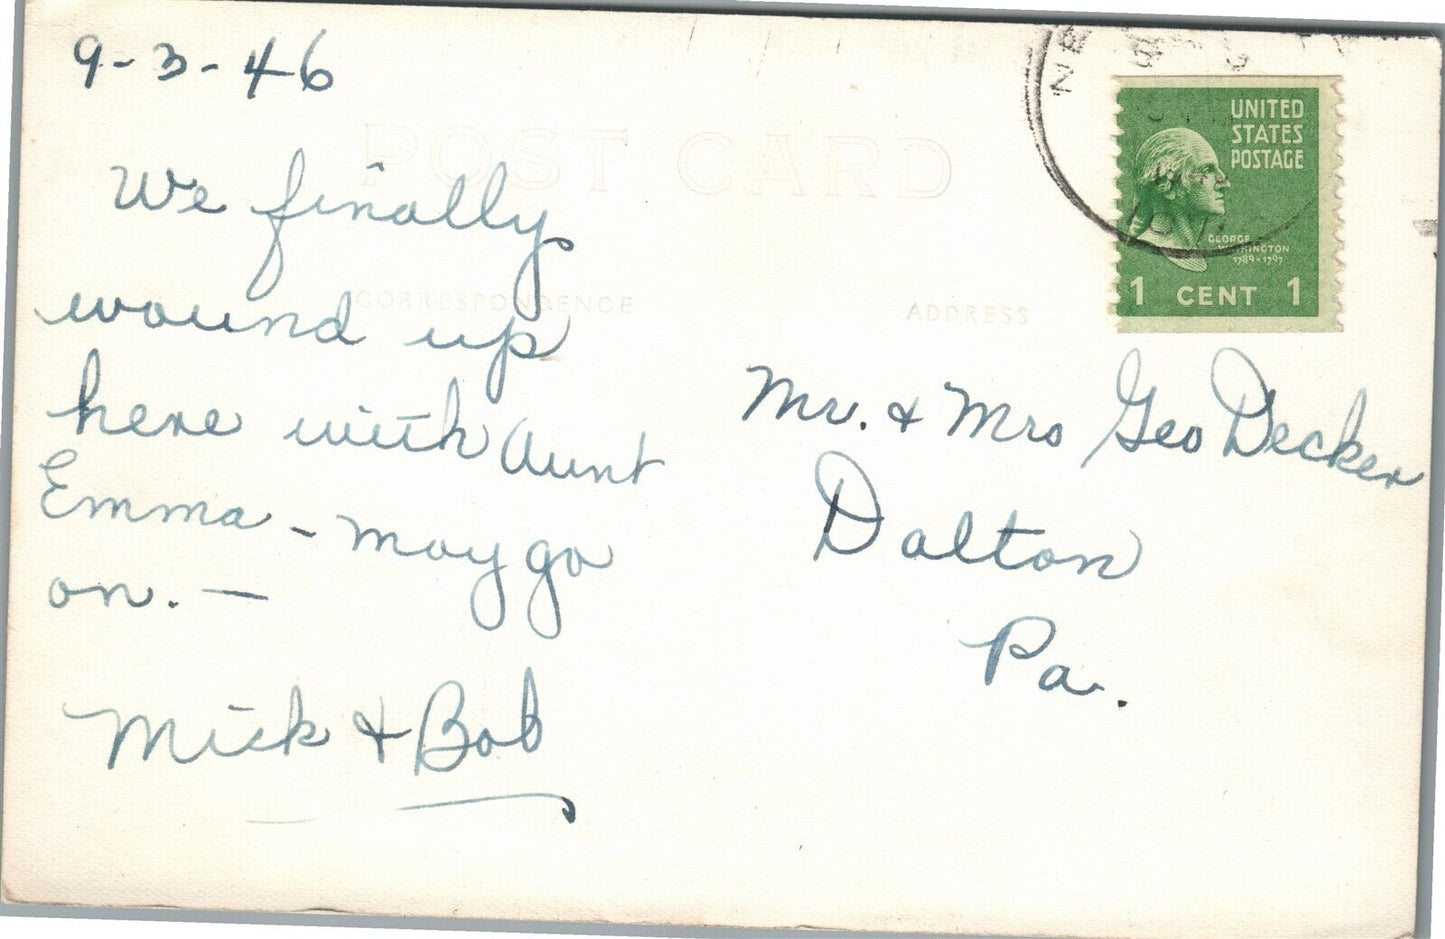 9-3-46
POST CARD
We finally
wound up
here with Aunt
Emma - may go
on. —
Mick & Bob
CORRESPONDENCE
ADDRESS
UNITED
STATES
POSTAGE
GEORGE
WASHINGTON
1789-1797
1 CENT 1
Mr. & Mrs Geo Decker
Dalton
Pa.